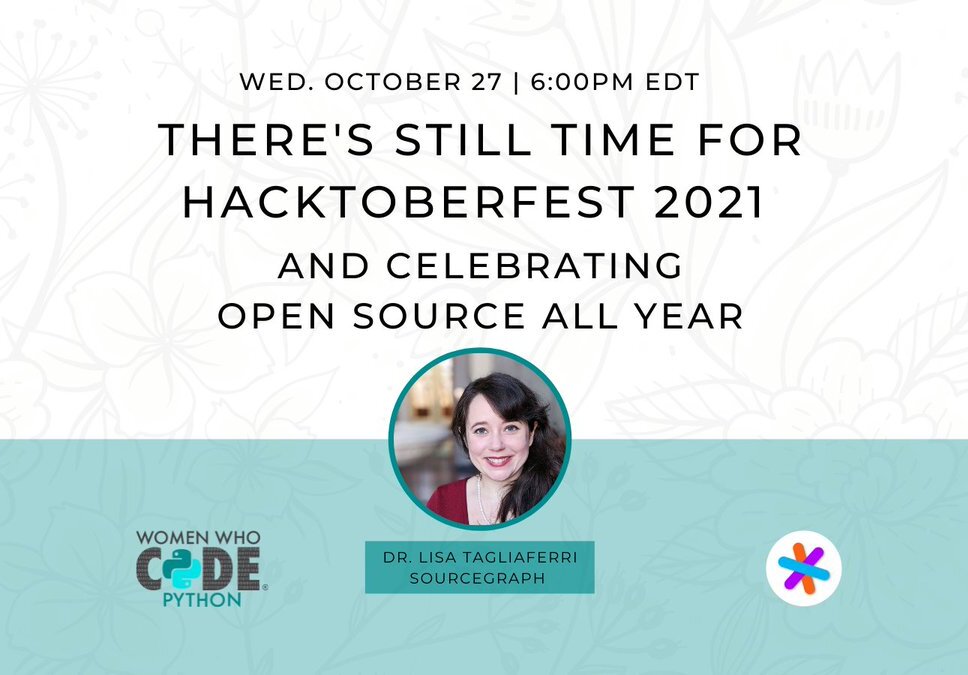 WED. OCTOBER 27 | 6:00PM EDT
THERE'S STILL TIME FOR
HACKTOBERFEST 2021
AND CELEBRATING
OPEN SOURCE ALL YEAR
WOMEN WHO
CODE®
PYTHON
DR. LISA TAGLIAFERRI
SOURCEGRAPH